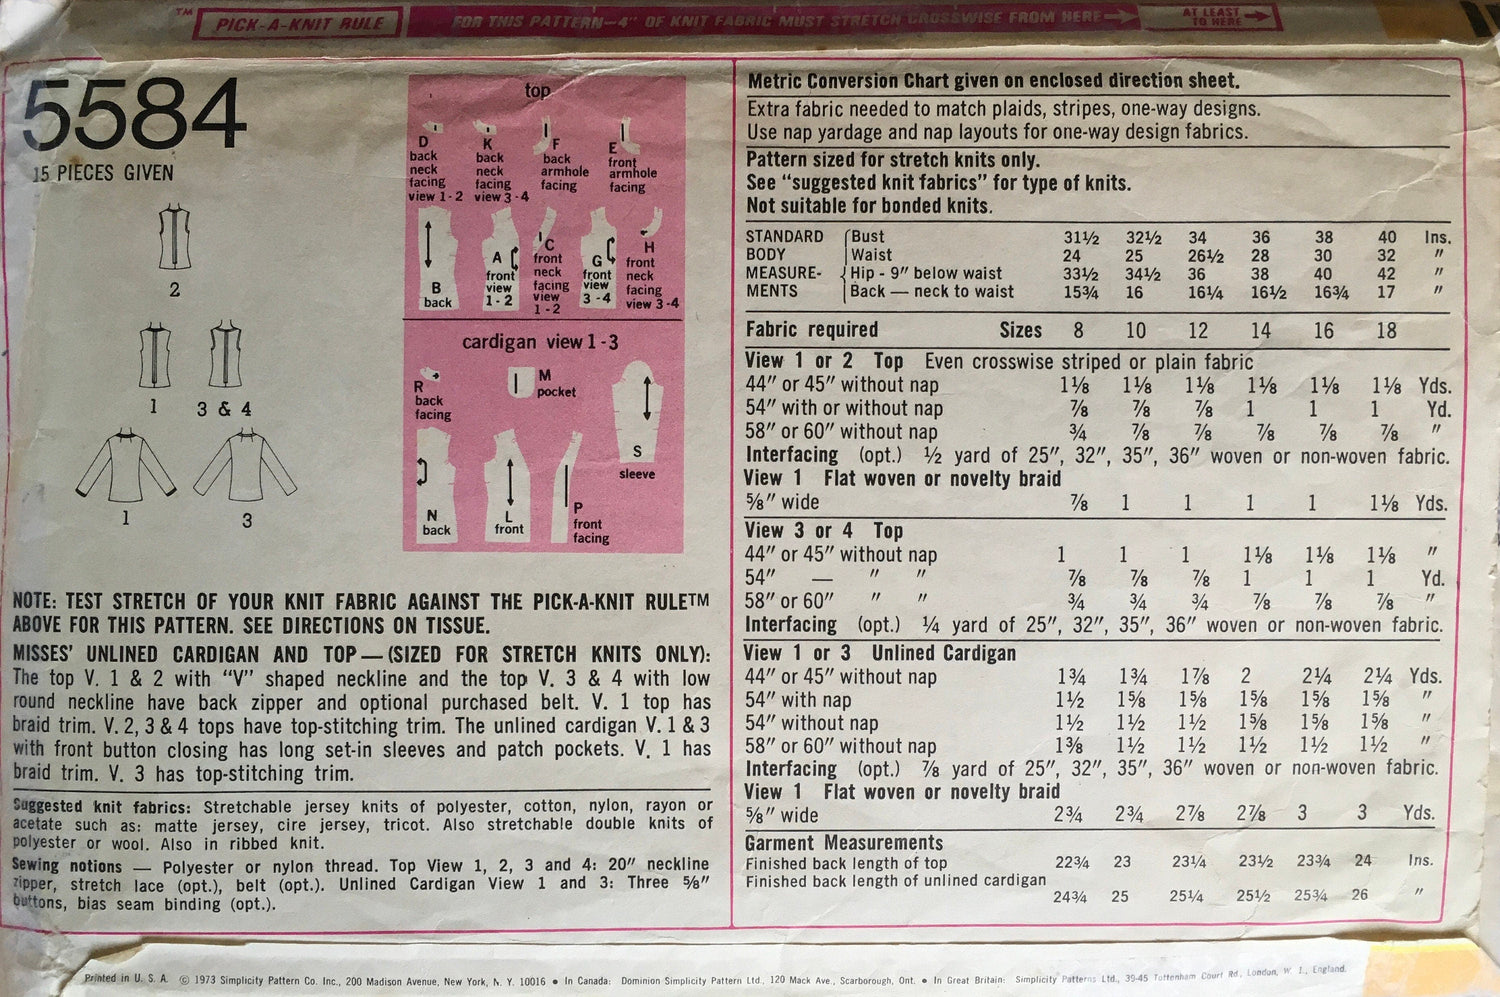 ™ PICK-A-KNIT RULE FOR THIS PATTERN—4" OF KNIT FABRIC MUST STRETCH CROSSWISE FROM HERE AT LEAST TO HERE
5584
15 PIECES GIVEN
2
1 3 & 4
1 3
top
D back neck facing view 1-2
K back neck facing view 3-4
F back armhole facing
E front armhole facing
B back
A front view 1-2
C front neck facing view 1-2
G front view 3-4
H front neck facing view 3-4
cardigan view 1-3
R back facing
M pocket
S sleeve
N back
L front
P front facing
NOTE: TEST STRETCH OF YOUR KNIT FABRIC AGAINST THE PICK-A-KNIT RULE™
ABOVE FOR THIS PATTERN. SEE DIRECTIONS ON TISSUE.
MISSES' UNLINED CARDIGAN AND TOP—(SIZED FOR STRETCH KNITS ONLY):
The top V. 1 & 2 with "V" shaped neckline and the top V. 3 & 4 with low
round neckline have back zipper and optional purchased belt. V. 1 top has
braid trim. V. 2, 3 & 4 tops have top-stitching trim. The unlined cardigan V. 1 & 3
with front button closing has long set-in sleeves and patch pockets. V. 1 has
braid trim. V. 3 has top-stitching trim.
Suggested knit fabrics: Stretchable jersey knits of polyester, cotton, nylon, rayon or
acetate such as: matte jersey, cire jersey, tricot. Also stretchable double knits of
polyester or wool. Also in ribbed knit.
Sewing notions — Polyester or nylon thread. Top View 1, 2, 3 and 4: 20" neckline
zipper, stretch lace (opt.), belt (opt.). Unlined Cardigan View 1 and 3: Three ⅝"
buttons, bias seam binding (opt.).
Metric Conversion Chart given on enclosed direction sheet.
Extra fabric needed to match plaids, stripes, one-way designs.
Use nap yardage and nap layouts for one-way design fabrics.
Pattern sized for stretch knits only.
See "suggested knit fabrics" for type of knits.
Not suitable for bonded knits.
STANDARD Bust 31½ 32½ 34 36 38 40 Ins.
BODY Waist 24 25 26½ 28 30 32 "
MEASURE- Hip - 9" below waist 33½ 34½ 36 38 40 42 "
MENTS Back — neck to waist 15¾ 16 16¼ 16½ 16¾ 17 "
Fabric required Sizes 8 10 12 14 16 18
View 1 or 2 Top Even crosswise striped or plain fabric
44" or 45" without nap 1⅛ 1⅛ 1⅛ 1⅛ 1⅛ 1⅛ Yds.
54" with or without nap ⅞ ⅞ ⅞ 1 1 1 Yd.
58" or 60" without nap ¾ ⅞ ⅞ ⅞ ⅞ ⅞ "
Interfacing (opt.) ½ yard of 25", 32", 35", 36" woven or non-woven fabric.
View 1 Flat woven or novelty braid
⅝" wide ⅞ 1 1 1 1 1⅛ Yds.
View 3 or 4 Top
44" or 45" without nap 1 1 1 1⅛ 1⅛ 1⅛ "
54" — " " ⅞ ⅞ ⅞ 1 1 1 Yd.
58" or 60" " " ¾ ¾ ¾ ⅞ ⅞ ⅞ "
Interfacing (opt.) ¼ yard of 25", 32", 35", 36" woven or non-woven fabric.
View 1 or 3 Unlined Cardigan
44" or 45" without nap 1¾ 1¾ 1⅞ 2 2¼ 2¼ Yds.
54" with nap 1½ 1⅝ 1⅝ 1⅝ 1⅝ 1⅝ "
54" without nap 1½ 1½ 1½ 1⅝ 1⅝ 1⅝ "
58" or 60" without nap 1⅜ 1½ 1½ 1½ 1½ 1½ "
Interfacing (opt.) ⅞ yard of 25", 32", 35", 36" woven or non-woven fabric.
View 1 Flat woven or novelty braid
⅝" wide 2¾ 2¾ 2⅞ 2⅞ 3 3 Yds.
Garment Measurements
Finished back length of top 22¾ 23 23¼ 23½ 23¾ 24 Ins.
Finished back length of unlined cardigan
24¾ 25 25¼ 25½ 25¾ 26 "
Printed in U. S. A. © 1973 Simplicity Pattern Co. Inc., 200 Madison Avenue, New York, N. Y. 10016 • In Canada: Dominion Simplicity Pattern Ltd., 120 Mack Ave., Scarborough, Ont. • In Great Britain: Simplicity Patterns Ltd., 39-45 Tottenham Court Rd., London, W. 1., England.